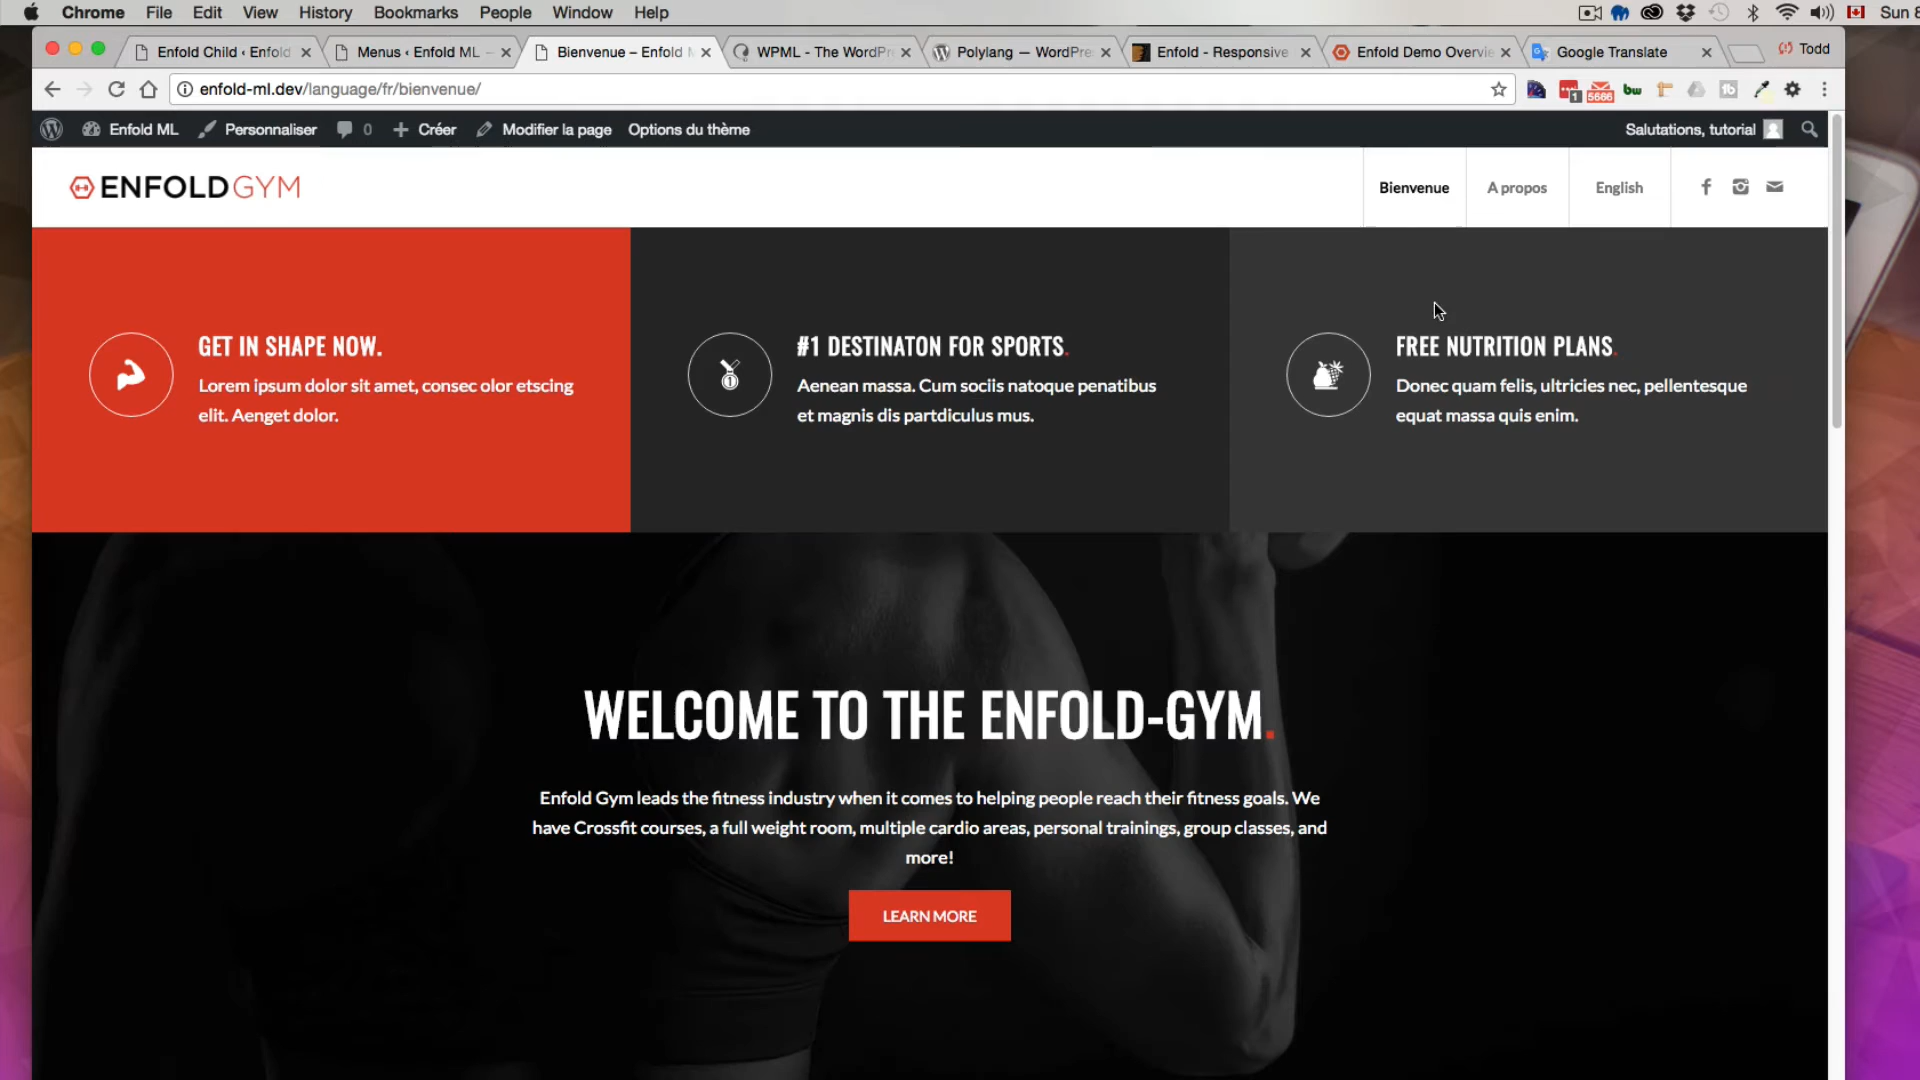 Chrome File Edit View History Bookmarks People Window Help Sun 8
Enfold Child ‹ Enfold Menus ‹ Enfold ML – Bienvenue – Enfold WPML - The WordPr Polylang — WordPre Enfold - Responsive Enfold Demo Overvie Google Translate Todd
enfold-ml.dev/language/fr/bienvenue/ 1 5686 bw
Enfold ML Personnaliser 0 Créer Modifier la page Options du thème Salutations, tutorial
ENFOLDGYM Bienvenue A propos English
GET IN SHAPE NOW.
Lorem ipsum dolor sit amet, consec olor etscing
elit. Aenget dolor.
#1 DESTINATON FOR SPORTS.
Aenean massa. Cum sociis natoque penatibus
et magnis dis partdiculus mus.
FREE NUTRITION PLANS.
Donec quam felis, ultricies nec, pellentesque
equat massa quis enim.
WELCOME TO THE ENFOLD-GYM.
Enfold Gym leads the fitness industry when it comes to helping people reach their fitness goals. We
have Crossfit courses, a full weight room, multiple cardio areas, personal trainings, group classes, and
more!
LEARN MORE